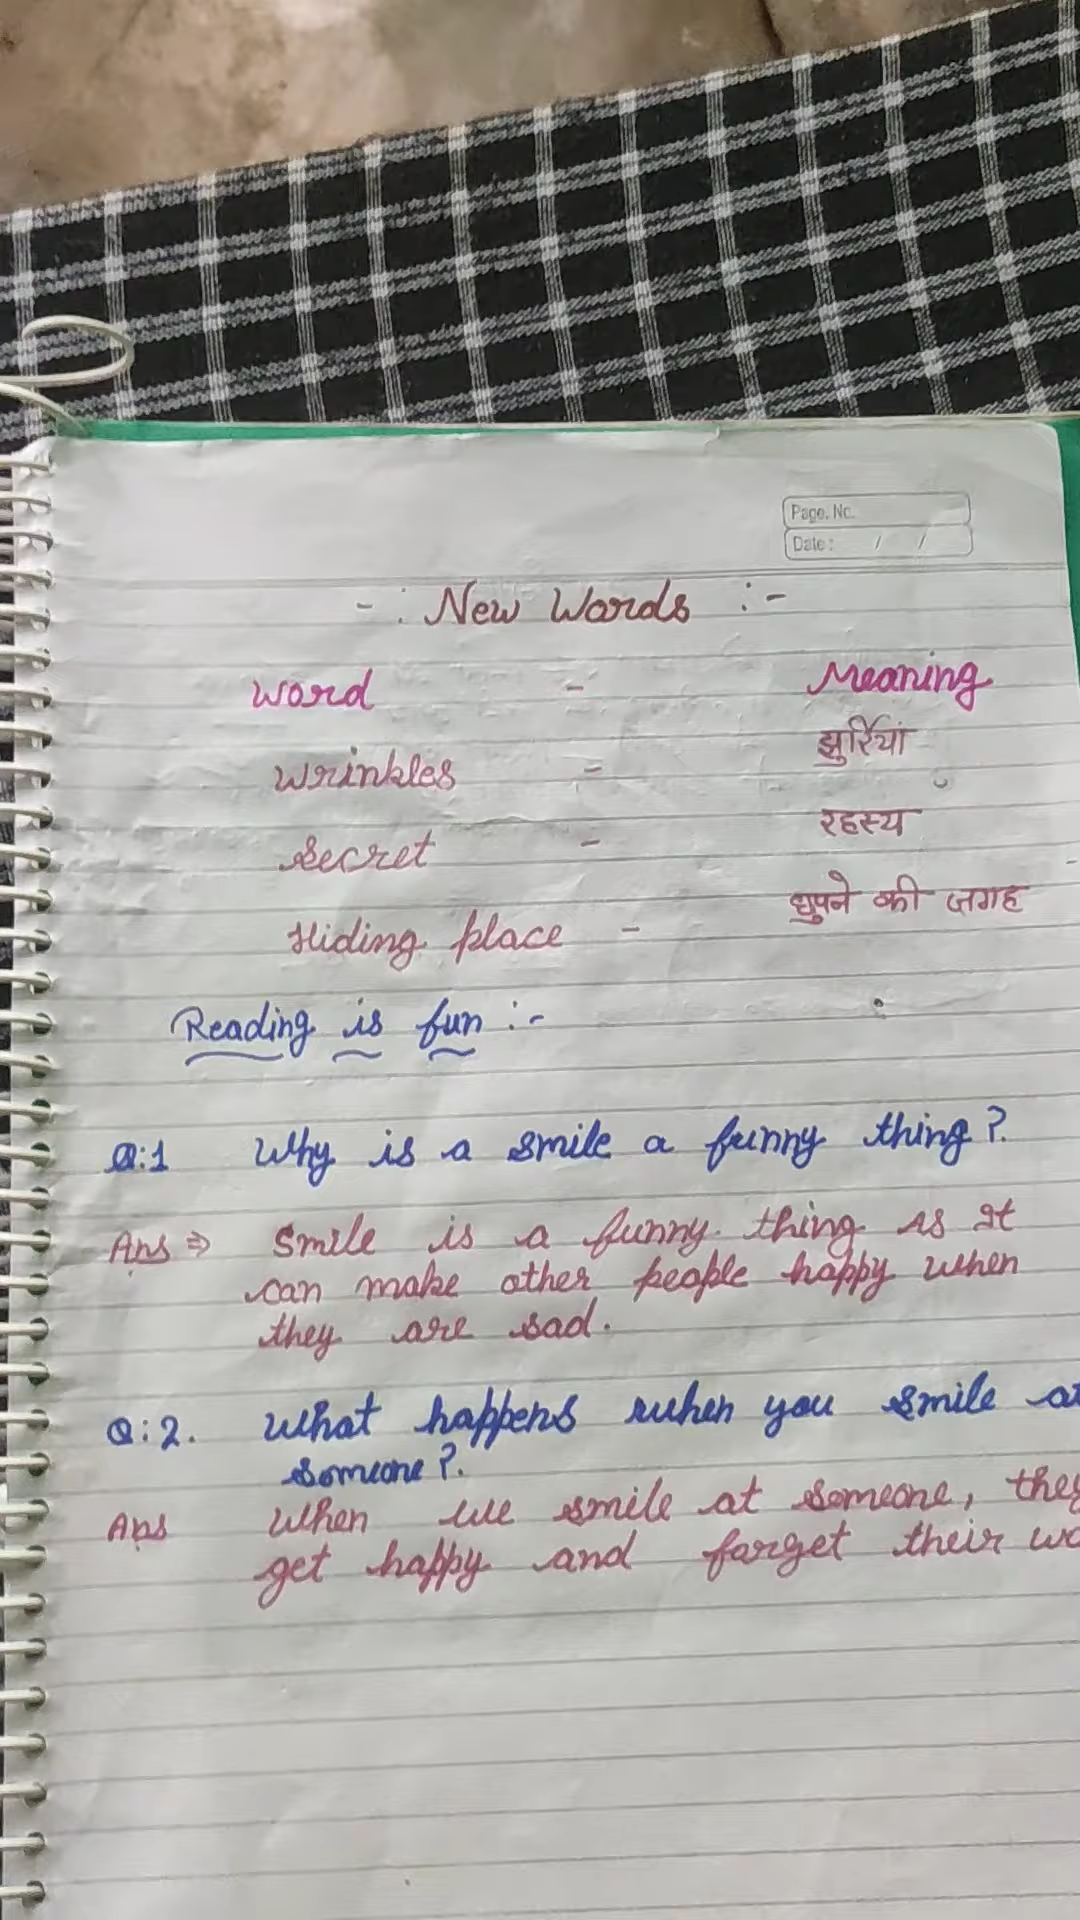 Page. No.
Date: / /
-: New Words :-
Word - Meaning
Wrinkles - झुर्रियां
Secret - रहस्य
Hiding place - छुपने की जगह
Reading is fun :-
Q:1 Why is a smile a funny thing?
Ans ⇒ Smile is a funny thing as it
can make other people happy when
they are sad.
Q:2. What happens when you smile at
someone?.
Ans When we smile at someone, they
get happy and forget their